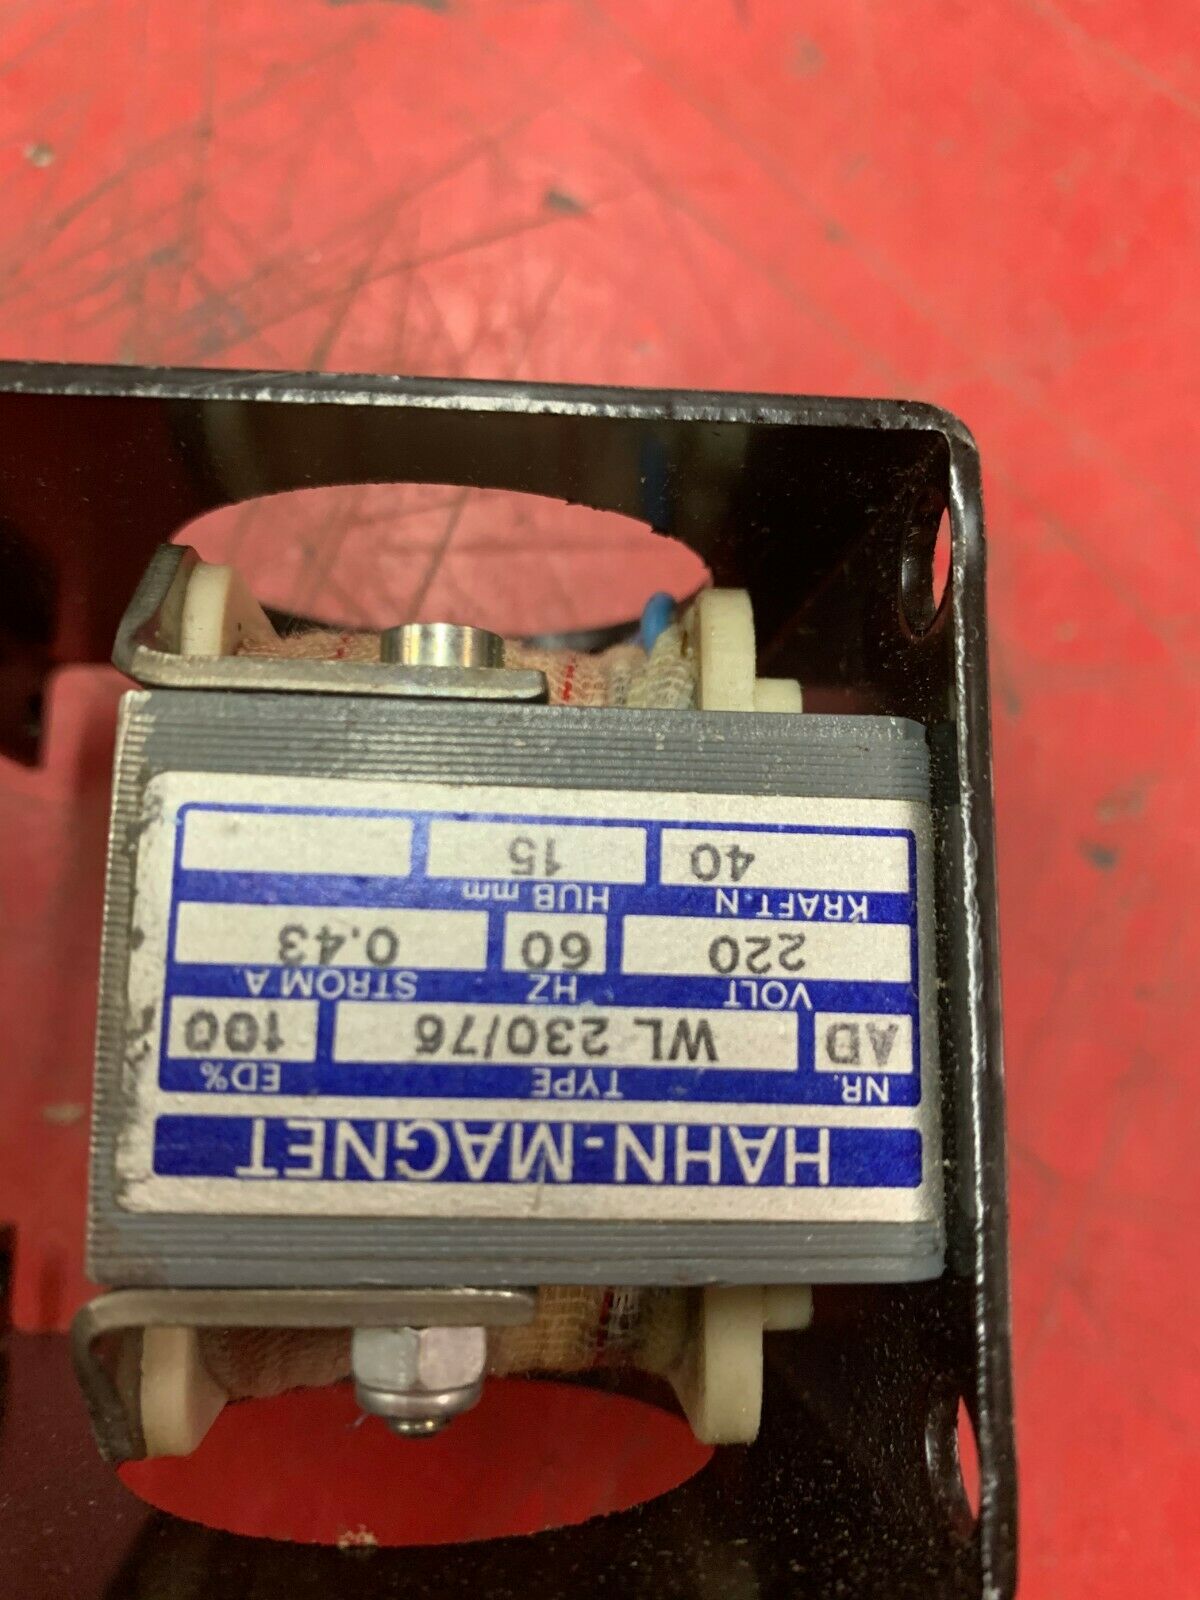 HAHN-MAGNET
NR. TYPE ED%
AD WL 230/76 100
VOLT HZ STROM A.
220 60 0.43
KRAFT.N HUB mm
40 15